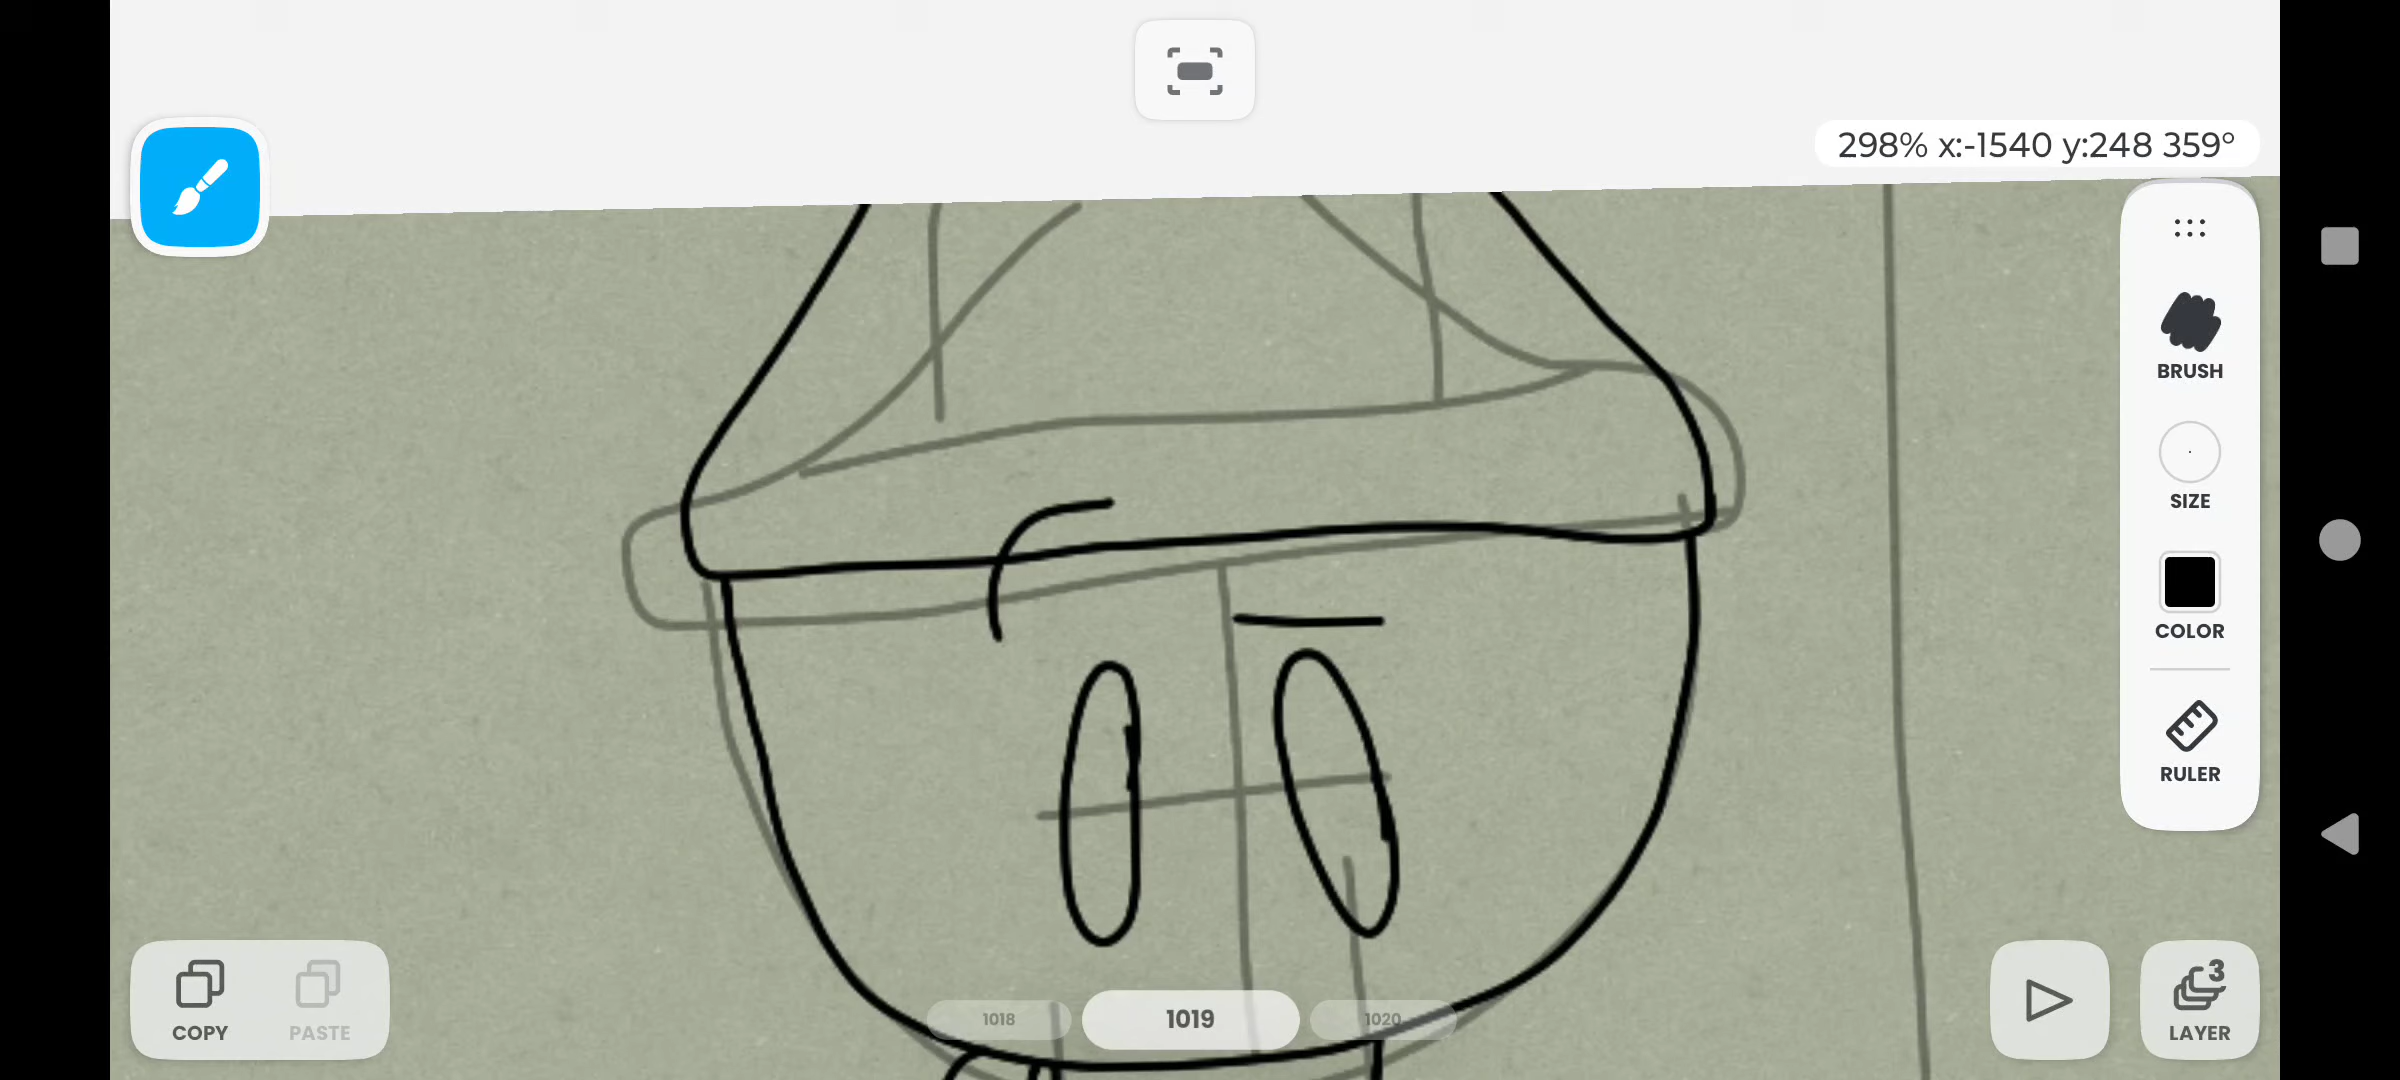 298% x:-1540 y:248 359°
BRUSH
SIZE
COLOR
RULER
COPY
PASTE
1018
1019
1020
3
LAYER